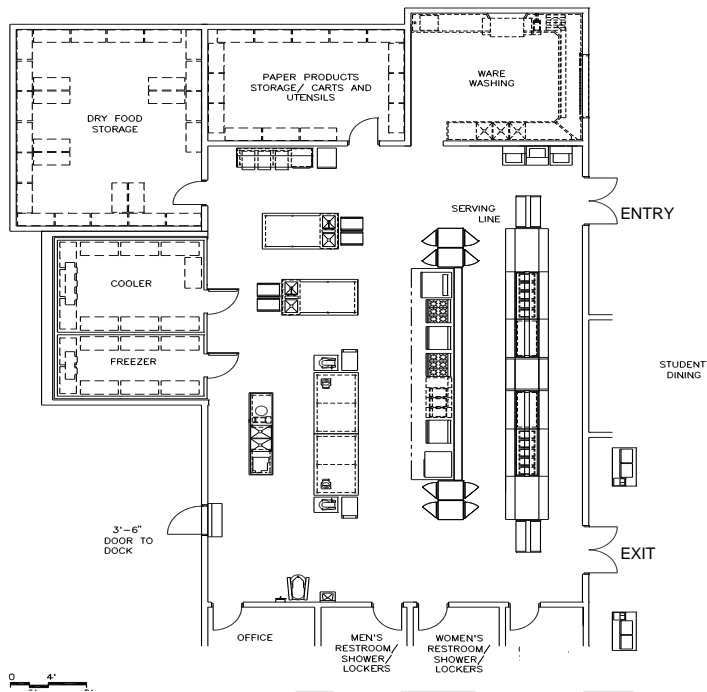 PAPER PRODUCTS
STORAGE/ CARTS AND
UTENSILS
WARE
WASHING
DRY FOOD
STORAGE
SERVING
LINE
ENTRY
COOLER
FREEZER
STUDENT
DINING
3'-6"
DOOR TO
DOCK
EXIT
OFFICE
MEN'S
RESTROOM/
SHOWER/
LOCKERS
WOMEN'S
RESTROOM/
SHOWER/
LOCKERS
0 4'